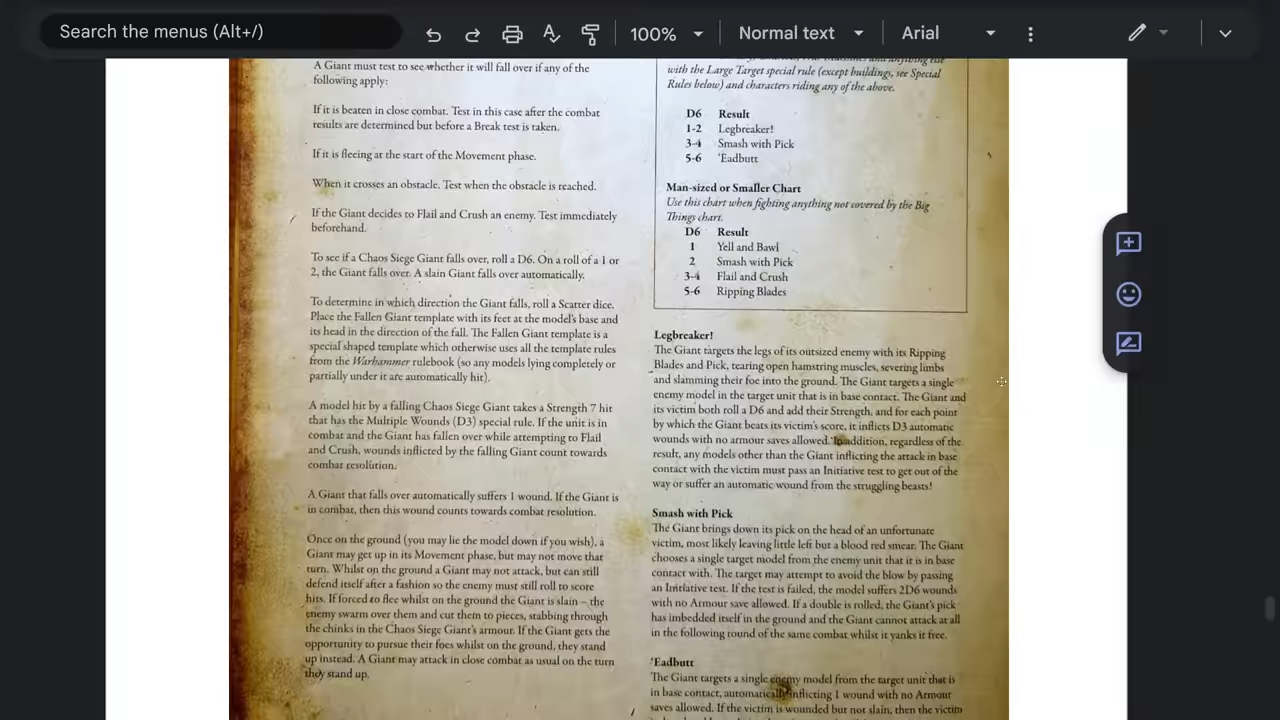 Search the menus (Alt+/)
100%
Normal text
Arial
A Giant must test to see whether it will fall over if any of the
following apply:
If it is beaten in close combat. Test in this case after the combat
results are determined but before a Break test is taken.
If it is fleeing at the start of the Movement phase.
When it crosses an obstacle. Test when the obstacle is reached.
If the Giant decides to Flail and Crush an enemy. Test immediately
beforehand.
To see if a Chaos Siege Giant falls over, roll a D6. On a roll of a 1 or
2, the Giant falls over. A slain Giant falls over automatically.
To determine in which direction the Giant falls, roll a Scatter dice.
Place the Fallen Giant template with its feet at the model's base and
its head in the direction of the fall. The Fallen Giant template is a
special shaped template which otherwise uses all the template rules
from the Warhammer rulebook (so any models lying completely or
partially under it are automatically hit).
A model hit by a falling Chaos Siege Giant takes a Strength 7 hit
that has the Multiple Wounds (D3) special rule. If the unit is in
combat and the Giant has fallen over while attempting to Flail
and Crush, wounds inflicted by the falling Giant count towards
combat resolution.
A Giant that falls over automatically suffers 1 wound. If the Giant is
in combat, then this wound counts towards combat resolution.
Once on the ground (you may lie the model down if you wish), a
Giant may get up in its Movement phase, but may not move that
turn. Whilst on the ground a Giant may not attack, but can still
defend itself after a fashion so the enemy must still roll to score
hits. If forced to flee whilst on the ground the Giant is slain – the
enemy swarm over them and cut them to pieces, stabbing through
the chinks in the Chaos Siege Giant's armour. If the Giant gets the
opportunity to pursue their foes whilst on the ground, they stand
up instead. A Giant may attack in close combat as usual on the turn
they stand up.
and anything else
with the Large Target special rule (except buildings, see Special
Rules below) and characters riding any of the above.
D6 Result
1-2 Legbreaker!
3-4 Smash with Pick
5-6 'Eadbutt
Man-sized or Smaller Chart
Use this chart when fighting anything not covered by the Big
Things chart.
D6 Result
1 Yell and Bawl
2 Smash with Pick
3-4 Flail and Crush
5-6 Ripping Blades
Legbreaker!
The Giant targets the legs of its outsized enemy with its Ripping
Blades and Pick, tearing open hamstring muscles, severing limbs
and slamming their foe into the ground. The Giant targets a single
enemy model in the target unit that is in base contact. The Giant and
its victim both roll a D6 and add their Strength, and for each point
by which the Giant beats its victim's score, it inflicts D3 automatic
wounds with no armour saves allowed. In addition, regardless of the
result, any models other than the Giant inflicting the attack in base
contact with the victim must pass an Initiative test to get out of the
way or suffer an automatic wound from the struggling beasts!
Smash with Pick
The Giant brings down its pick on the head of an unfortunate
victim, most likely leaving little left but a blood red smear. The Giant
chooses a single target model from the enemy unit that it is in base
contact with. The target may attempt to avoid the blow by passing
an Initiative test. If the test is failed, the model suffers 2D6 wounds
with no Armour save allowed. If a double is rolled, the Giant's pick
has imbedded itself in the ground and the Giant cannot attack at all
in the following round of the same combat whilst it yanks it free.
'Eadbutt
The Giant targets a single enemy model from the target unit that is
in base contact, automatically inflicting 1 wound with no Armour
saves allowed. If the victim is wounded but not slain, then the victim